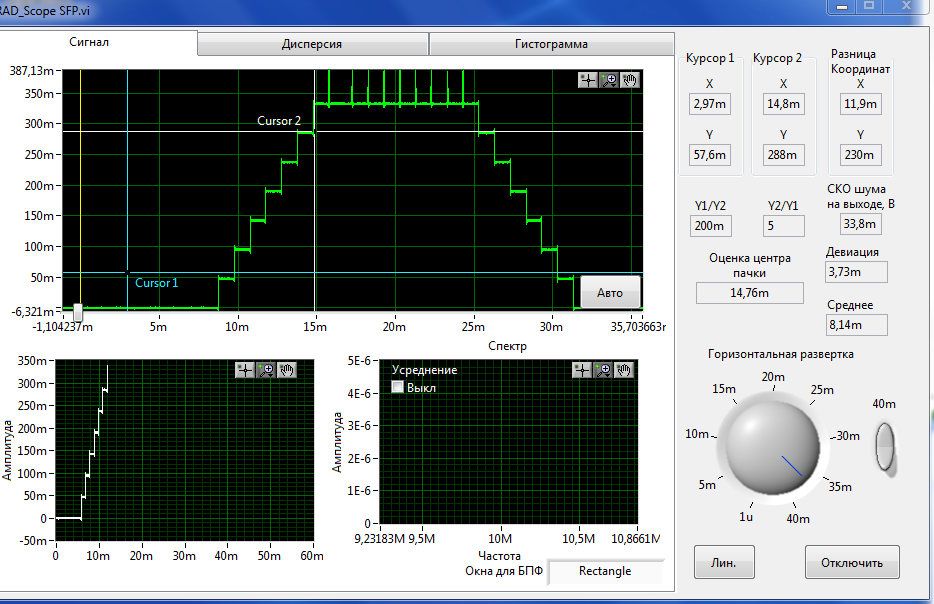 RAD_Scope SFP.vi
Сигнал
Дисперсия
Гистограмма
387,13m
350m
300m
250m
200m
150m
100m
50m
-6,321m
Cursor 2
Cursor 1
Авто
-1,104237m 5m 10m 15m 20m 25m 30m 35,703663r
Курсор 1
X
2,97m
Y
57,6m
Курсор 2
X
14,8m
Y
288m
Разница
Координат
X
11,9m
Y
230m
Y1/Y2
200m
Y2/Y1
5
СКО шума
на выходе, В
33,8m
Оценка центра
пачки
14,76m
Девиация
3,73m
Среднее
8,14m
350m
300m
250m
200m
150m
100m
50m
0
-50m
Амплитуда
0 10m 20m 30m 40m 50m 60m
Спектр
5E-6
4E-6
3E-6
2E-6
1E-6
0
Амплитуда
Усреднение
Выкл
9,23183M 9,5M 10M 10,5M 10,8661M
Частота
Окна для БПФ
Rectangle
Горизонтальная развертка
1u
5m
10m
15m
20m
25m
30m
35m
40m
40m
Лин.
Отключить